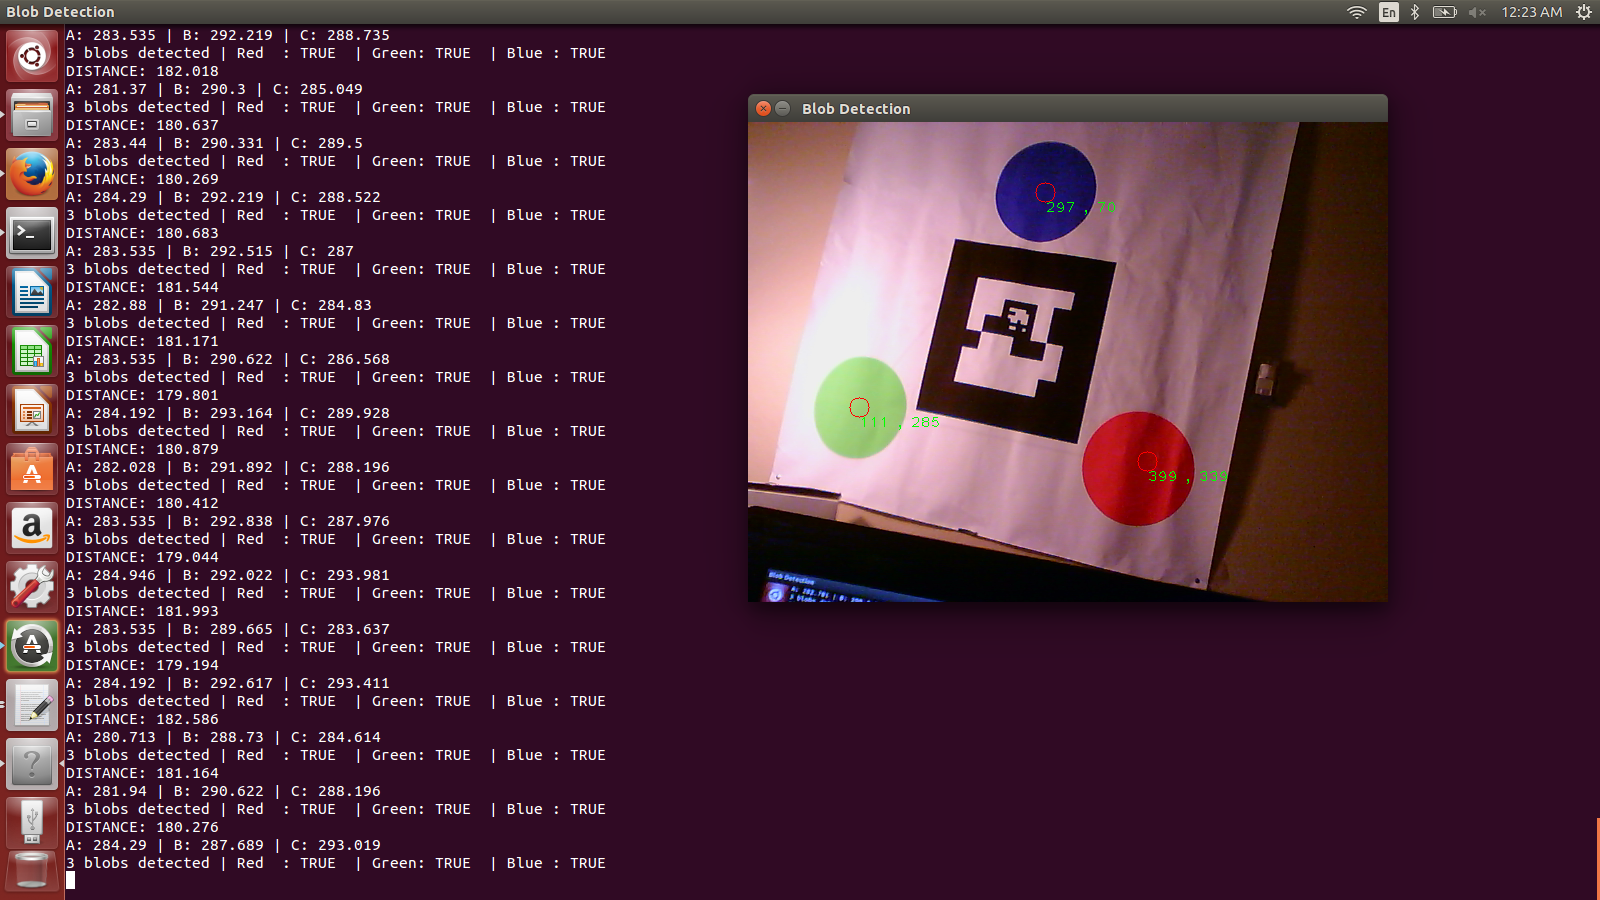 Blob Detection
En
12:23 AM
A: 283.535 | B: 292.219 | C: 288.735
3 blobs detected | Red  : TRUE  | Green: TRUE  | Blue : TRUE
DISTANCE: 182.018
A: 281.37 | B: 290.3 | C: 285.049
3 blobs detected | Red  : TRUE  | Green: TRUE  | Blue : TRUE
DISTANCE: 180.637
A: 283.44 | B: 290.331 | C: 289.5
3 blobs detected | Red  : TRUE  | Green: TRUE  | Blue : TRUE
DISTANCE: 180.269
A: 284.29 | B: 292.219 | C: 288.522
3 blobs detected | Red  : TRUE  | Green: TRUE  | Blue : TRUE
DISTANCE: 180.683
A: 283.535 | B: 292.515 | C: 287
3 blobs detected | Red  : TRUE  | Green: TRUE  | Blue : TRUE
DISTANCE: 181.544
A: 282.88 | B: 291.247 | C: 284.83
3 blobs detected | Red  : TRUE  | Green: TRUE  | Blue : TRUE
DISTANCE: 181.171
A: 283.535 | B: 290.622 | C: 286.568
3 blobs detected | Red  : TRUE  | Green: TRUE  | Blue : TRUE
DISTANCE: 179.801
A: 284.192 | B: 293.164 | C: 289.928
3 blobs detected | Red  : TRUE  | Green: TRUE  | Blue : TRUE
DISTANCE: 180.879
A: 282.028 | B: 291.892 | C: 288.196
3 blobs detected | Red  : TRUE  | Green: TRUE  | Blue : TRUE
DISTANCE: 180.412
A: 283.535 | B: 292.838 | C: 287.976
3 blobs detected | Red  : TRUE  | Green: TRUE  | Blue : TRUE
DISTANCE: 179.044
A: 284.946 | B: 292.022 | C: 293.981
3 blobs detected | Red  : TRUE  | Green: TRUE  | Blue : TRUE
DISTANCE: 181.993
A: 283.535 | B: 289.665 | C: 283.637
3 blobs detected | Red  : TRUE  | Green: TRUE  | Blue : TRUE
DISTANCE: 179.194
A: 284.192 | B: 292.617 | C: 293.411
3 blobs detected | Red  : TRUE  | Green: TRUE  | Blue : TRUE
DISTANCE: 182.586
A: 280.713 | B: 288.73 | C: 284.614
3 blobs detected | Red  : TRUE  | Green: TRUE  | Blue : TRUE
DISTANCE: 181.164
A: 281.94 | B: 290.622 | C: 288.196
3 blobs detected | Red  : TRUE  | Green: TRUE  | Blue : TRUE
DISTANCE: 180.276
A: 284.29 | B: 287.689 | C: 293.019
3 blobs detected | Red  : TRUE  | Green: TRUE  | Blue : TRUE
Blob Detection
297 , 70
111 , 285
399 , 339
Blob Detection